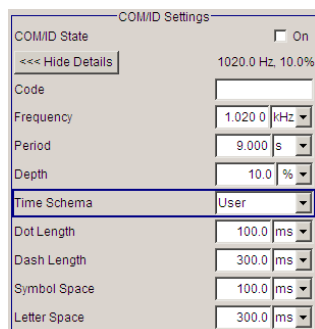 COM/ID Settings
COM/ID State On
<<< Hide Details 1020.0 Hz, 10.0%
Code
Frequency 1.020 0 kHz
Period 9.000 s
Depth 10.0 %
Time Schema User
Dot Length 100.0 ms
Dash Length 300.0 ms
Symbol Space 100.0 ms
Letter Space 300.0 ms